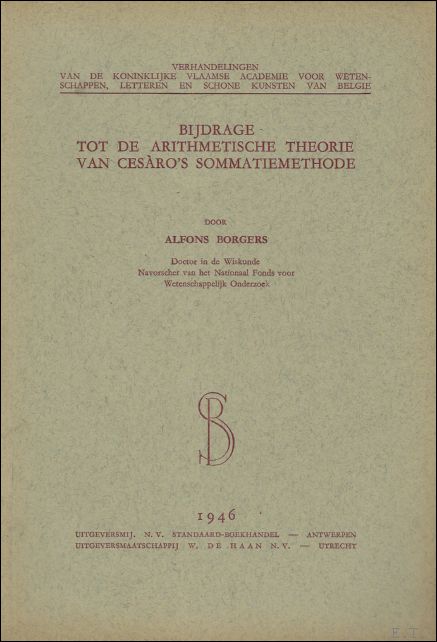 VERHANDELINGEN
VAN DE KONINKLIJKE VLAAMSE ACADEMIE VOOR WETEN-
SCHAPPEN, LETTEREN EN SCHONE KUNSTEN VAN BELGIE
BIJDRAGE
TOT DE ARITHMETISCHE THEORIE
VAN CESÀRO'S SOMMATIEMETHODE
DOOR
ALFONS BORGERS
Doctor in de Wiskunde
Navorscher van het Nationaal Fonds voor
Wetenschappelijk Onderzoek
SB
1946
UITGEVERSMIJ. N. V. STANDAARD-BOEKHANDEL — ANTWERPEN
UITGEVERSMAATSCHAPPIJ W. DE HAAN N. V. — UTRECHT
E.T.